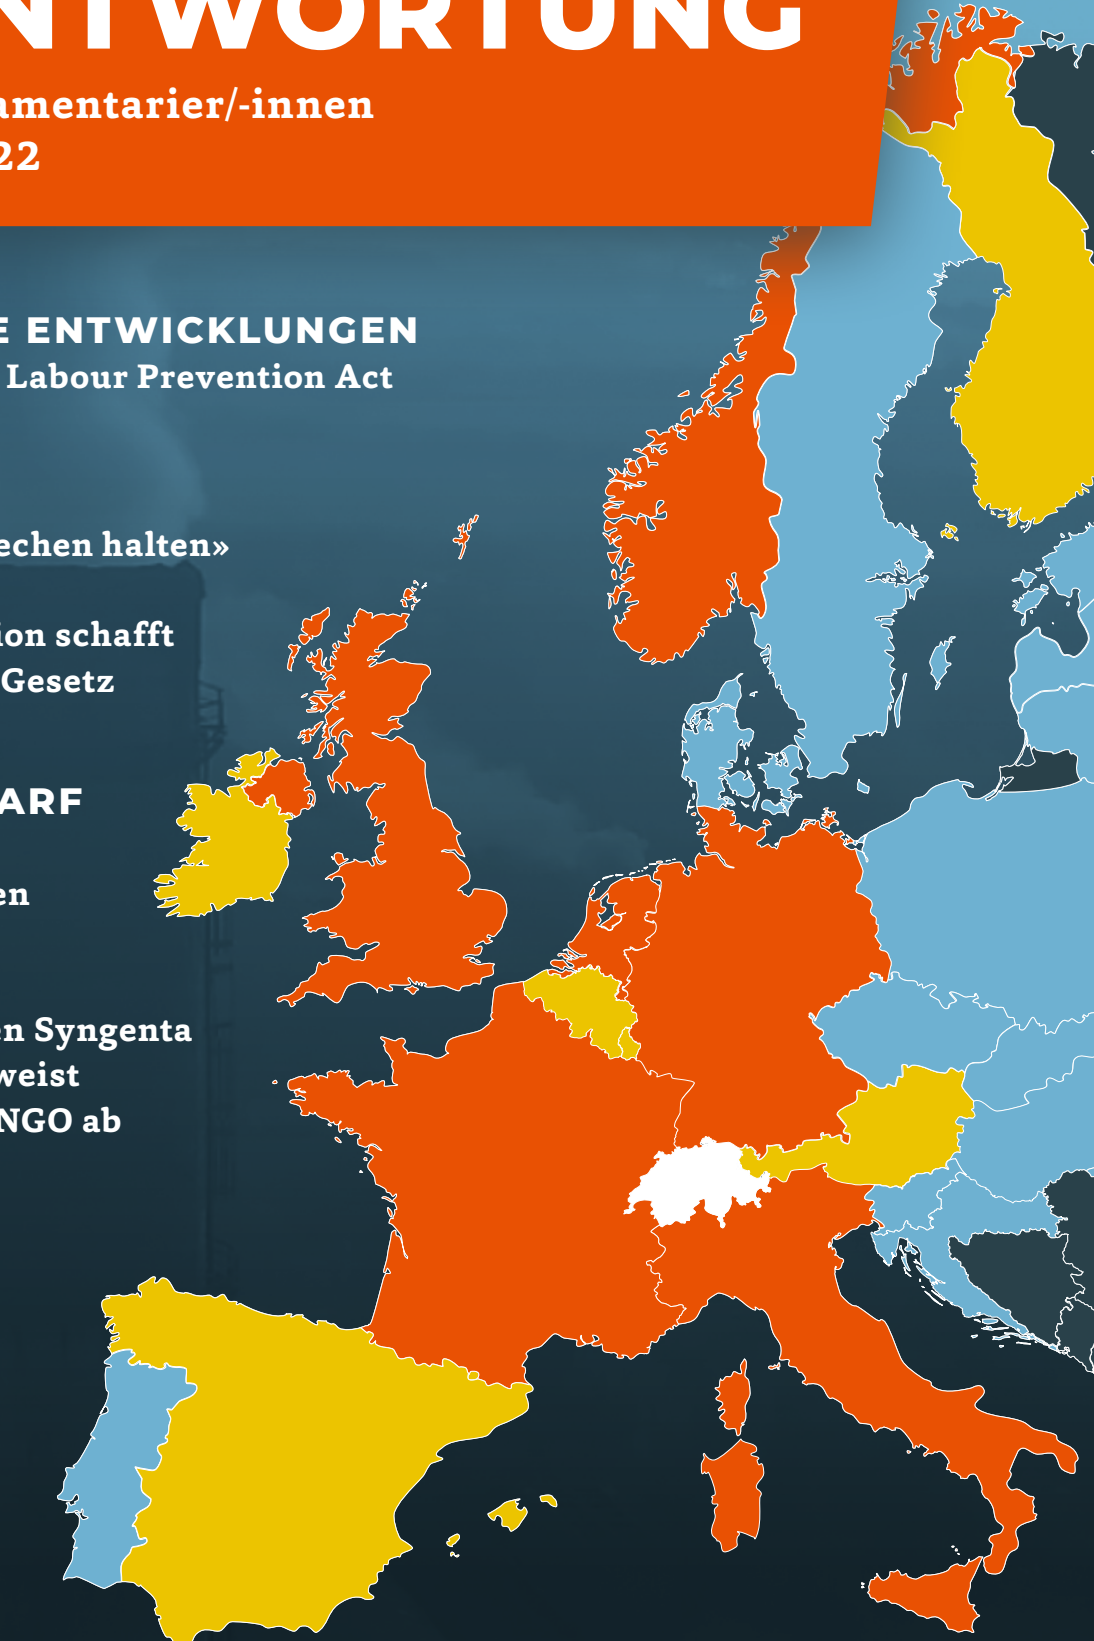 NTWORTUNG
amentarier/-innen
22
E ENTWICKLUNGEN
Labour Prevention Act
echen halten»
ion schafft
Gesetz
ARF
en
en Syngenta
weist
NGO ab